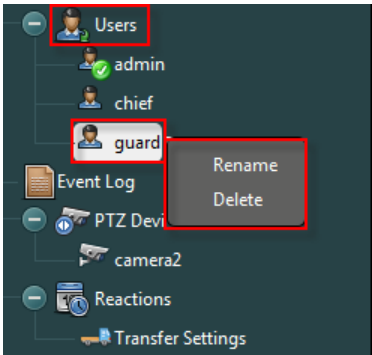 Users
admin
chief
guard
Rename
Event Log
Delete
PTZ Devi
camera2
Reactions
Transfer Settings